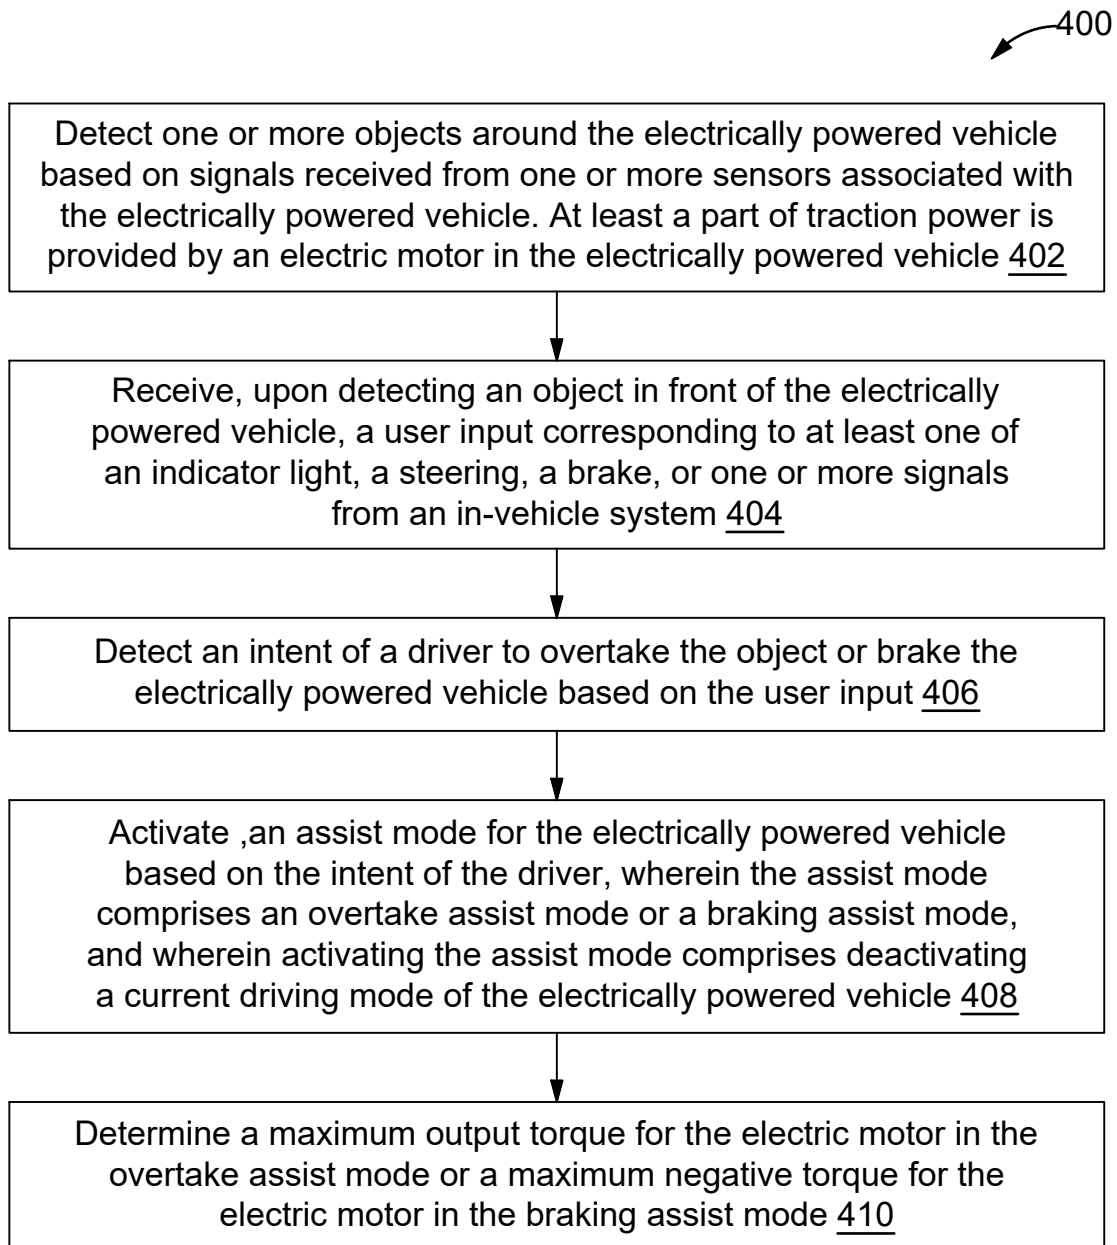 400
Detect one or more objects around the electrically powered vehicle
based on signals received from one or more sensors associated with
the electrically powered vehicle. At least a part of traction power is
provided by an electric motor in the electrically powered vehicle 402
Receive, upon detecting an object in front of the electrically
powered vehicle, a user input corresponding to at least one of
an indicator light, a steering, a brake, or one or more signals
from an in-vehicle system 404
Detect an intent of a driver to overtake the object or brake the
electrically powered vehicle based on the user input 406
Activate ,an assist mode for the electrically powered vehicle
based on the intent of the driver, wherein the assist mode
comprises an overtake assist mode or a braking assist mode,
and wherein activating the assist mode comprises deactivating
a current driving mode of the electrically powered vehicle 408
Determine a maximum output torque for the electric motor in the
overtake assist mode or a maximum negative torque for the
electric motor in the braking assist mode 410